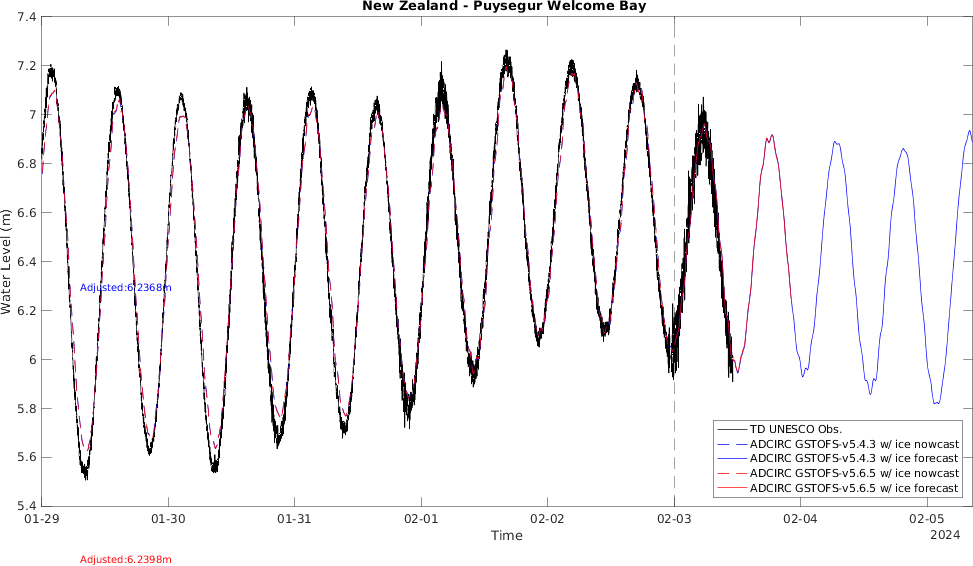 New Zealand - Puysegur Welcome Bay
7.4
7.2
7
6.8
6.6
6.4
6.2
6
5.8
5.6
5.4
Water Level (m)
Adjusted:6.2368m
TD UNESCO Obs.
ADCIRC GSTOFS-v5.4.3 w/ ice nowcast
ADCIRC GSTOFS-v5.4.3 w/ ice forecast
ADCIRC GSTOFS-v5.6.5 w/ ice nowcast
ADCIRC GSTOFS-v5.6.5 w/ ice forecast
01-29 01-30 01-31 02-01 02-02 02-03 02-04 02-05
Time
2024
Adjusted:6.2398m